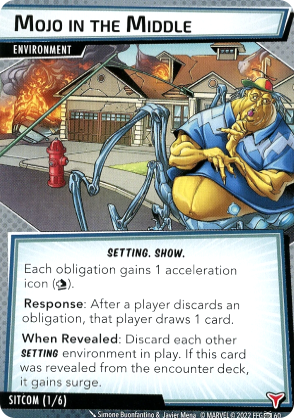 MOJO IN THE MIDDLE
ENVIRONMENT
SETTING. SHOW.
Each obligation gains 1 acceleration
icon ( ).
Response: After a player discards an
obligation, that player draws 1 card.
When Revealed: Discard each other
SETTING environment in play. If this card
was revealed from the encounter deck,
it gains surge.
SITCOM (1/6)
Simone Buonfantino & Javier Mena © MARVEL © 2022 FFG 60